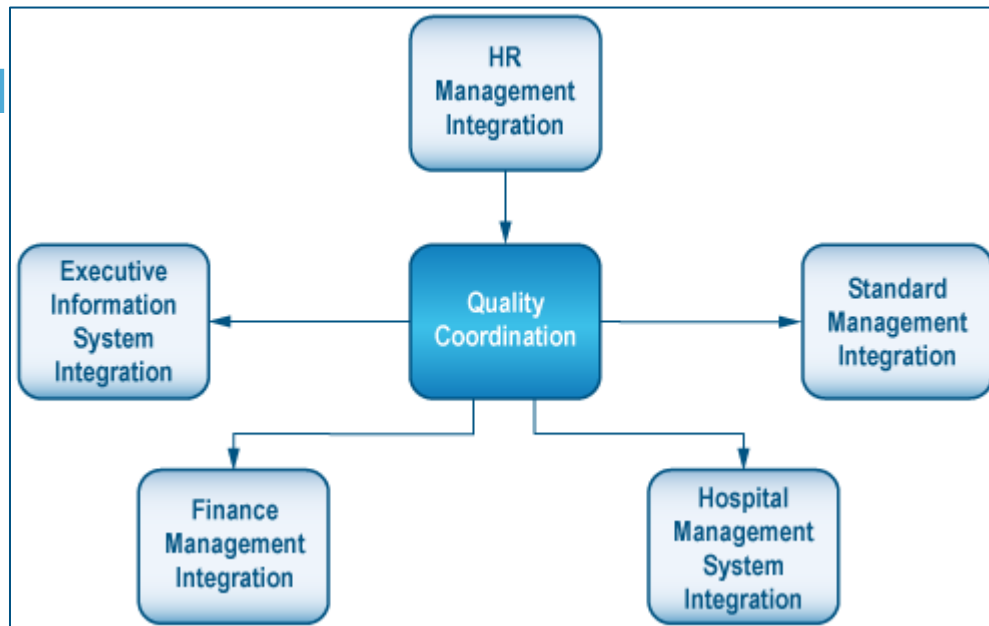 HR
Management
Integration
Executive
Information
System
Integration
Quality
Coordination
Standard
Management
Integration
Finance
Management
Integration
Hospital
Management
System
Integration